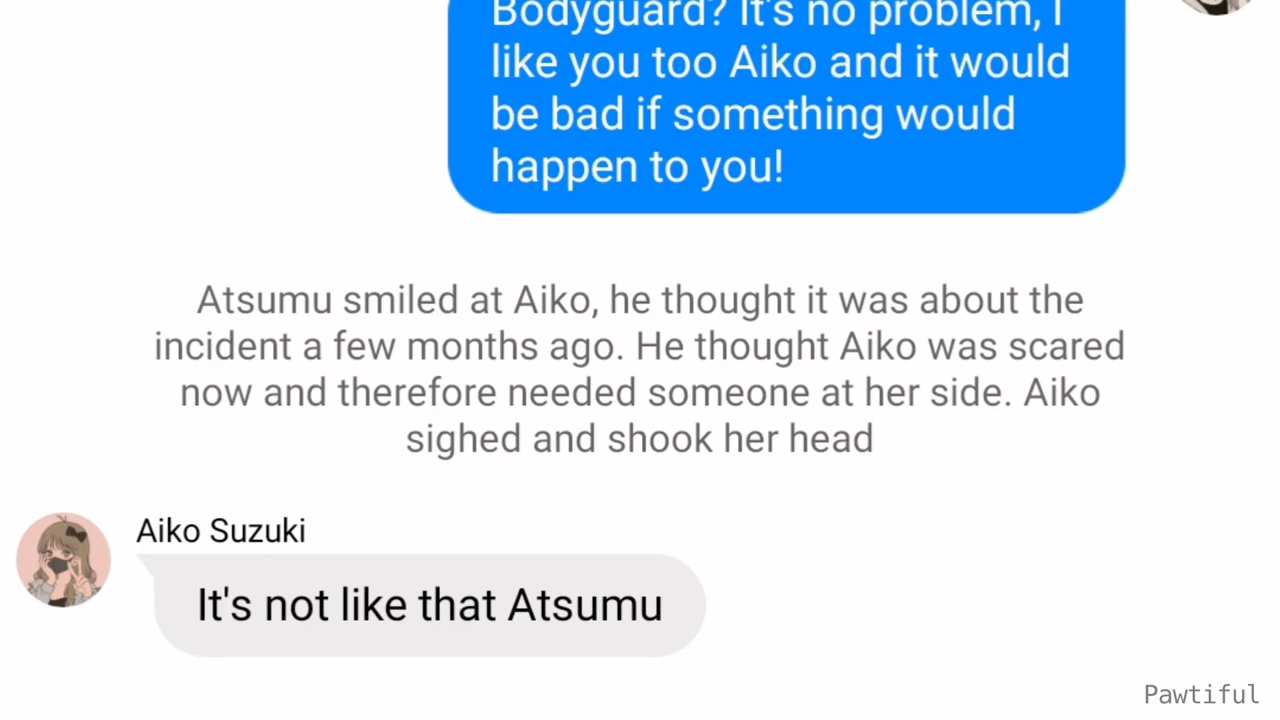 Bodyguard? It's no problem, I
like you too Aiko and it would
be bad if something would
happen to you!
Atsumu smiled at Aiko, he thought it was about the
incident a few months ago. He thought Aiko was scared
now and therefore needed someone at her side. Aiko
sighed and shook her head
Aiko Suzuki
It's not like that Atsumu
Pawtiful